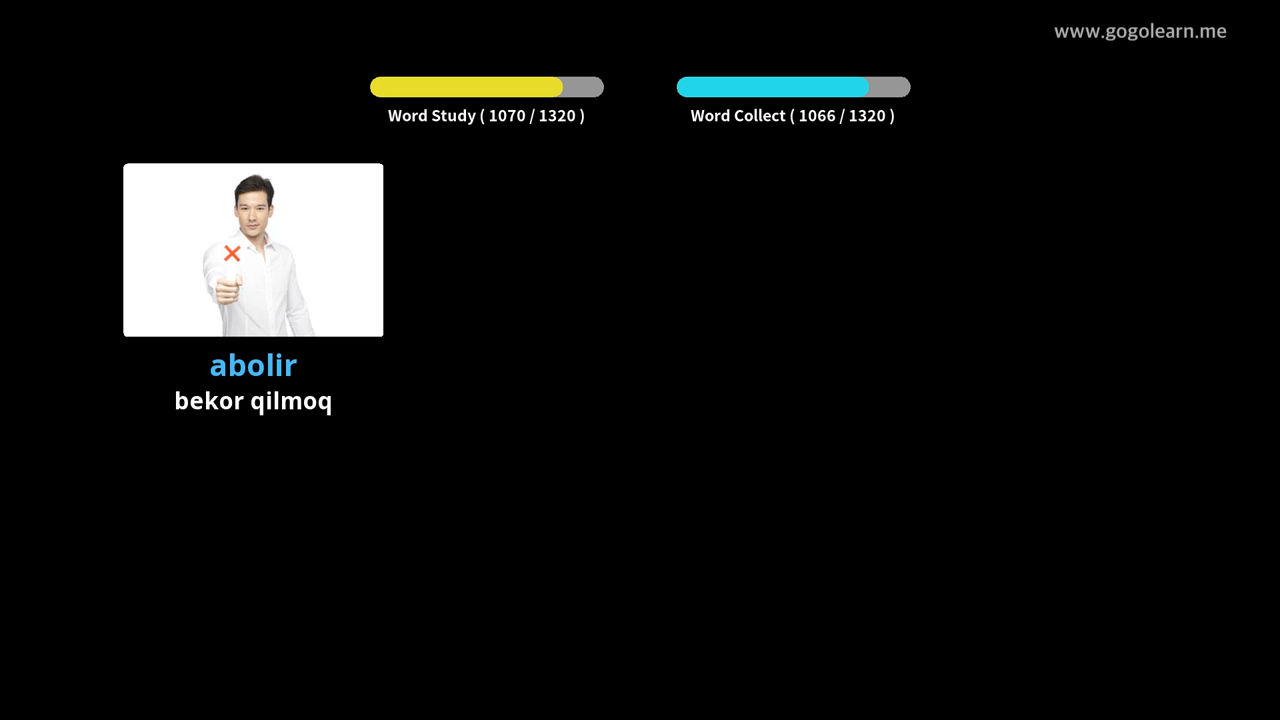 www.gogolearn.me
Word Study ( 1070 / 1320 )
Word Collect ( 1066 / 1320 )
abolir
bekor qilmoq